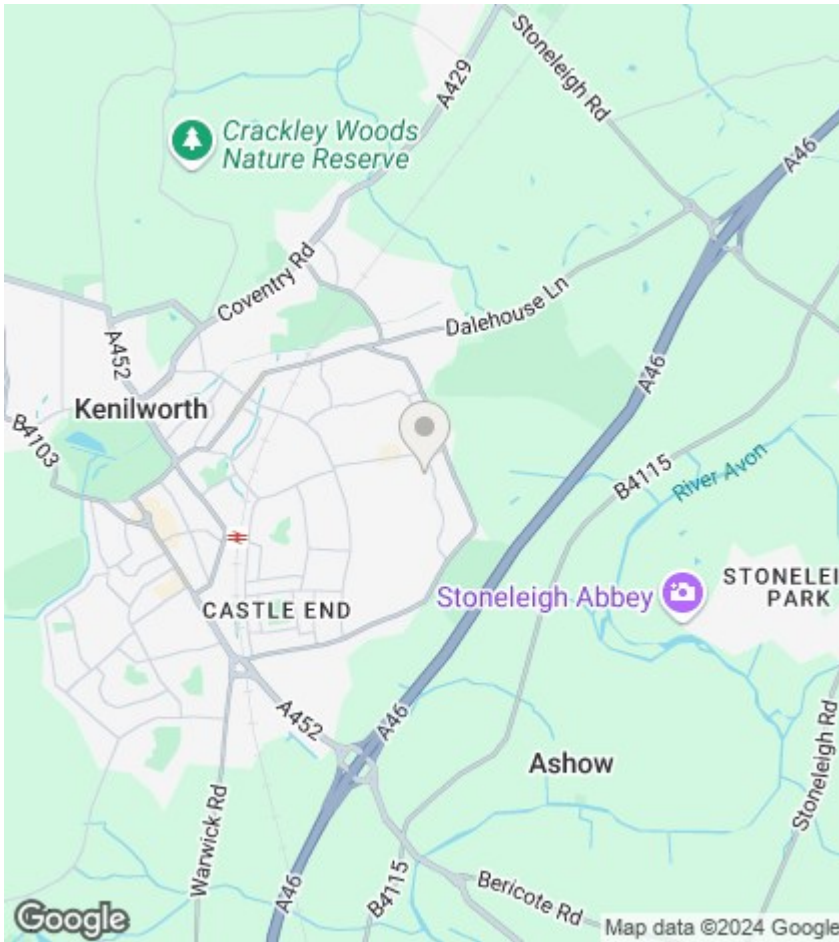 Stoneleigh Rd
A429
A46
Crackley Woods
Nature Reserve
Coventry Rd
Dalehouse Ln
A452
A46
Kenilworth
B4103
B4115
River Avon
STONELEI
PARK
Stoneleigh Abbey
CASTLE END
A452
A46
Ashow
Stoneleigh Rd
Warwick Rd
A46
B4115
Bericote Rd
Google
Map data ©2024 Google